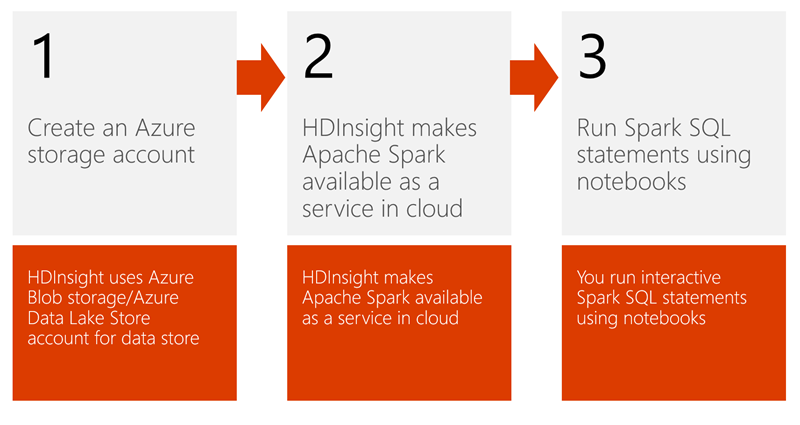 1
Create an Azure
storage account
2
HDInsight makes
Apache Spark
available as a
service in cloud
3
Run Spark SQL
statements using
notebooks
HDInsight uses Azure
Blob storage/Azure
Data Lake Store
account for data store
HDInsight makes
Apache Spark available
as a service in cloud
You run interactive
Spark SQL statements
using notebooks